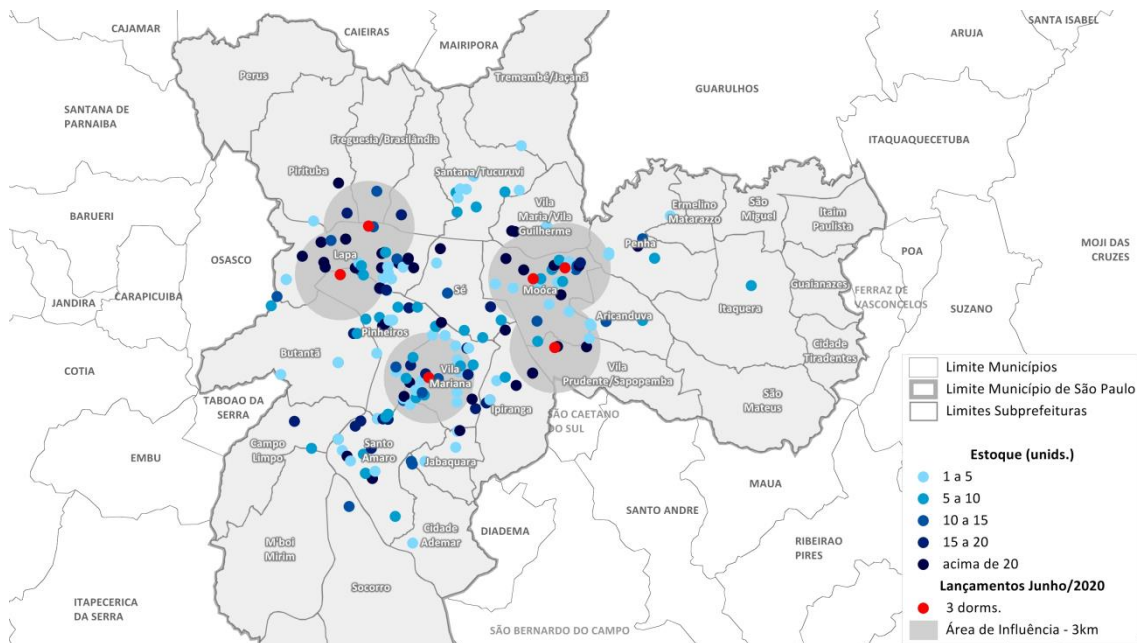 CAJAMAR
CAIEIRAS
MAIRIPORA
SANTA ISABEL
ARUJA
Perus
Tremembé/Jaçanã
GUARULHOS
SANTANA DE
PARNAIBA
Freguesia/Brasilândia
ITAQUAQUECETUBA
Pirituba
Santana/Tucuruvi
Vila
Maria/Vila
Guilherme
Ermelino
Matarazzo
São
Miguel
Itaim
Paulista
BARUERI
OSASCO
Lapa
Penha
POA
MOJI DAS
CRUZES
JANDIRA
CARAPICUIBA
Sé
Mooca
Itaquera
Guaianazes
FERRAZ DE
VASCONCELOS
SUZANO
Aricanduva
Pinheiros
Butantã
Cidade
Tiradentes
COTIA
Vila
Mariana
Vila
Prudente/Sapopemba
TABOAO DA
SERRA
Ipiranga
SÃO CAETANO
DO SUL
São
Mateus
EMBU
Campo
Limpo
Santo
Amaro
Jabaquara
MAUA
SANTO ANDRE
DIADEMA
Cidade
Ademar
RIBEIRAO
PIRES
M'boi
Mirim
Socorro
ITAPECERICA
DA SERRA
SÃO BERNARDO DO CAMPO
Limite Municípios
Limite Município de São Paulo
Limites Subprefeituras
Estoque (unids.)
1 a 5
5 a 10
10 a 15
15 a 20
acima de 20
Lançamentos Junho/2020
3 dorms.
Área de Influência - 3km